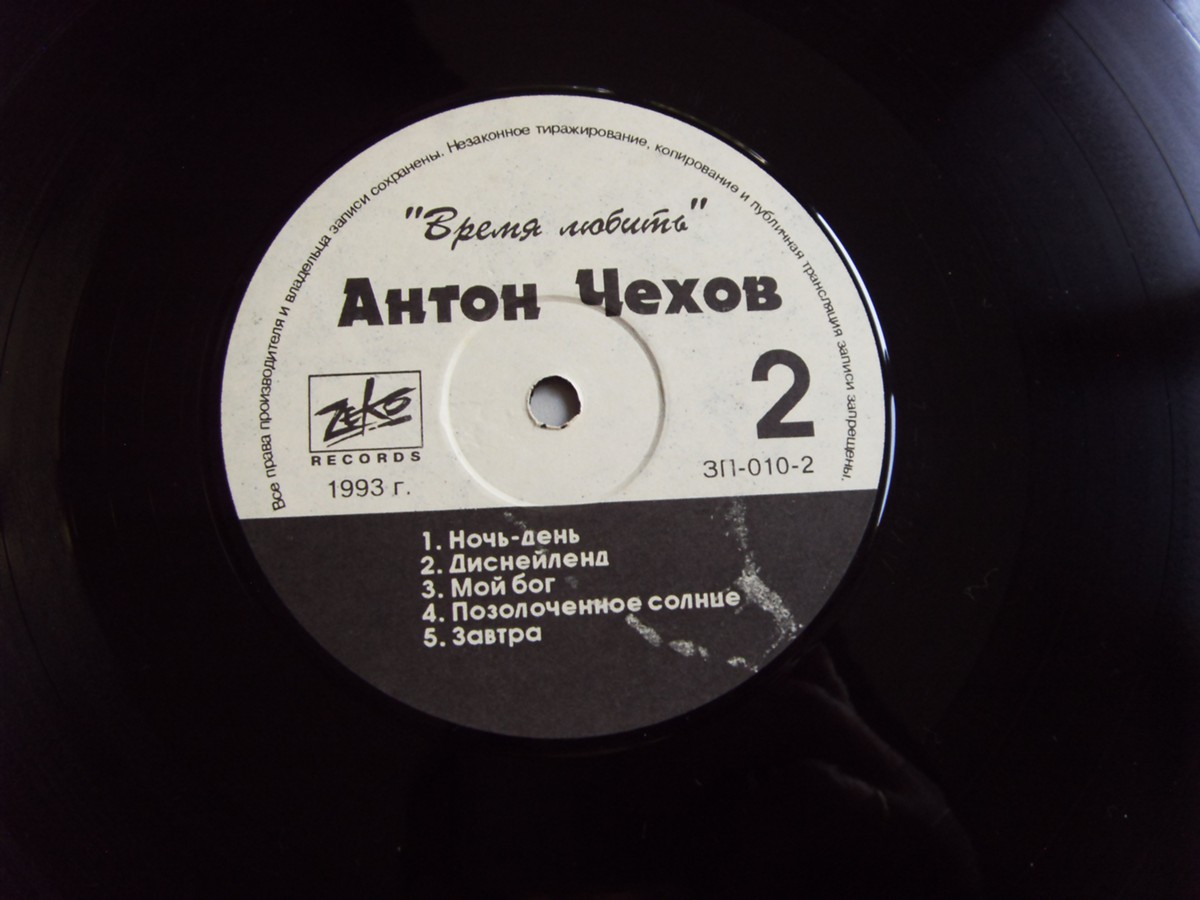 Все права производителя и владельца записи сохранены. Незаконное тиражирование, копирование и публичная трансляция записи запрещены.
"Время любить"
Антон Чехов
ZEKO
RECORDS
1993 г.
2
ЗП-010-2
1. Ночь-день
2. Диснейленд
3. Мой бог
4. Позолоченное солнце
5. Завтра